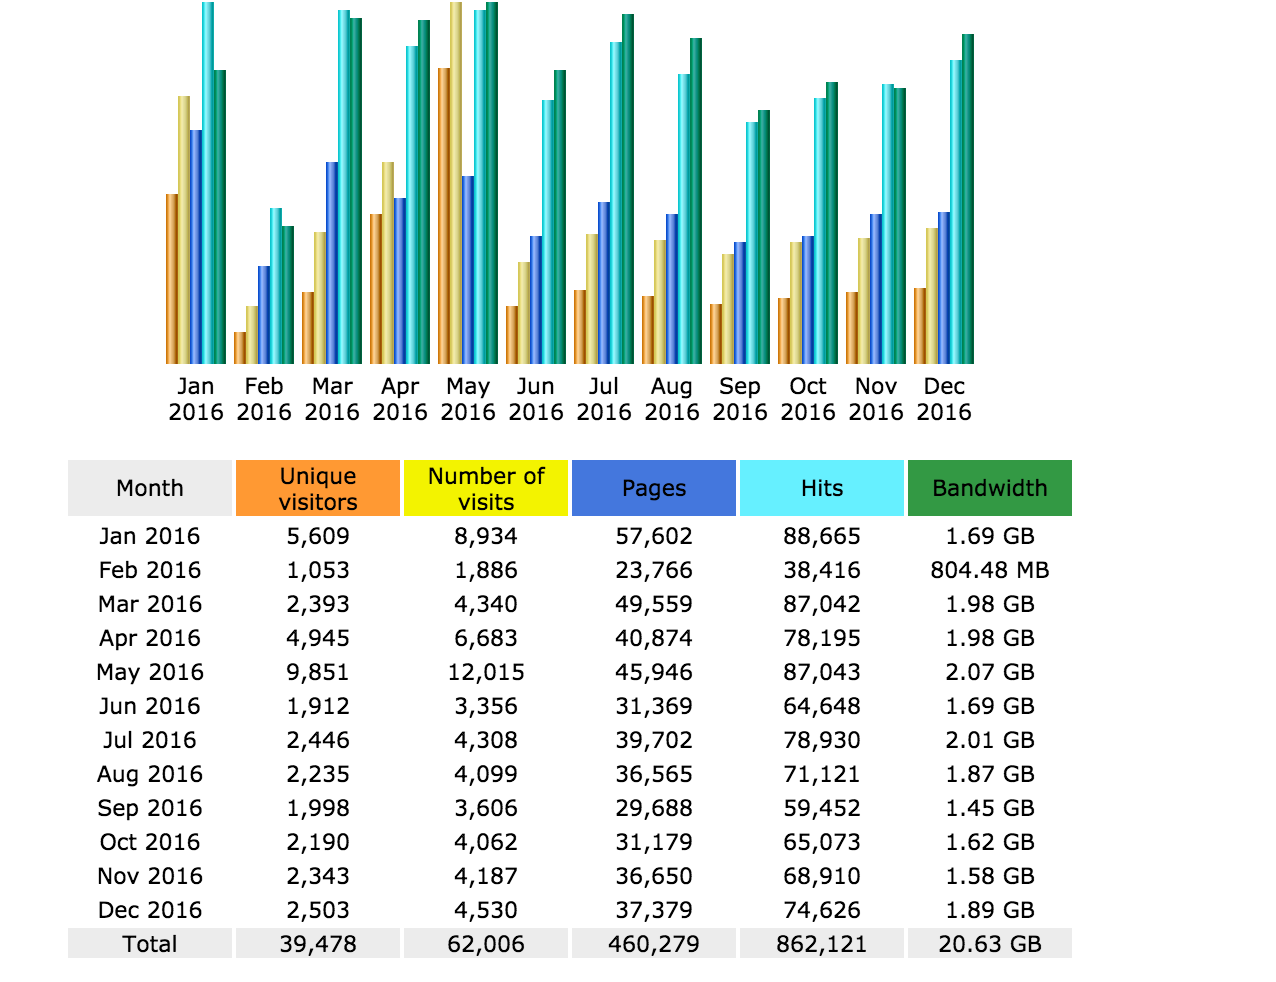 Jan Feb Mar Apr May Jun Jul Aug Sep Oct Nov Dec
2016 2016 2016 2016 2016 2016 2016 2016 2016 2016 2016 2016
Month Unique visitors Number of visits Pages Hits Bandwidth
Jan 2016 5,609 8,934 57,602 88,665 1.69 GB
Feb 2016 1,053 1,886 23,766 38,416 804.48 MB
Mar 2016 2,393 4,340 49,559 87,042 1.98 GB
Apr 2016 4,945 6,683 40,874 78,195 1.98 GB
May 2016 9,851 12,015 45,946 87,043 2.07 GB
Jun 2016 1,912 3,356 31,369 64,648 1.69 GB
Jul 2016 2,446 4,308 39,702 78,930 2.01 GB
Aug 2016 2,235 4,099 36,565 71,121 1.87 GB
Sep 2016 1,998 3,606 29,688 59,452 1.45 GB
Oct 2016 2,190 4,062 31,179 65,073 1.62 GB
Nov 2016 2,343 4,187 36,650 68,910 1.58 GB
Dec 2016 2,503 4,530 37,379 74,626 1.89 GB
Total 39,478 62,006 460,279 862,121 20.63 GB